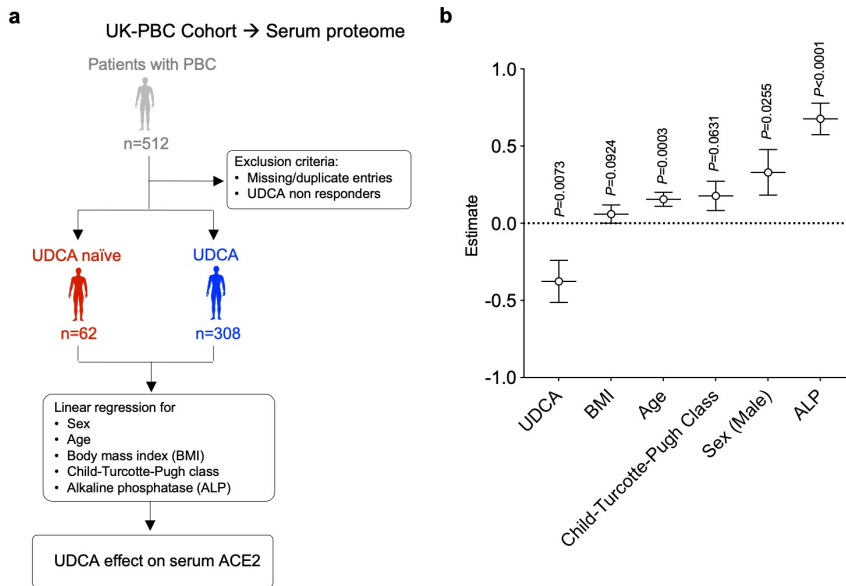 a
UK-PBC Cohort → Serum proteome
Patients with PBC
n=512
Exclusion criteria:
• Missing/duplicate entries
• UDCA non responders
UDCA naïve
UDCA
n=62
n=308
Linear regression for
• Sex
• Age
• Body mass index (BMI)
• Child-Turcotte-Pugh class
• Alkaline phosphatase (ALP)
UDCA effect on serum ACE2
b
Estimate
1.0
0.5
0.0
-0.5
-1.0
P=0.0073
P=0.0924
P=0.0003
P=0.0631
P=0.0255
P<0.0001
UDCA
BMI
Age
Child-Turcotte-Pugh Class
Sex (Male)
ALP